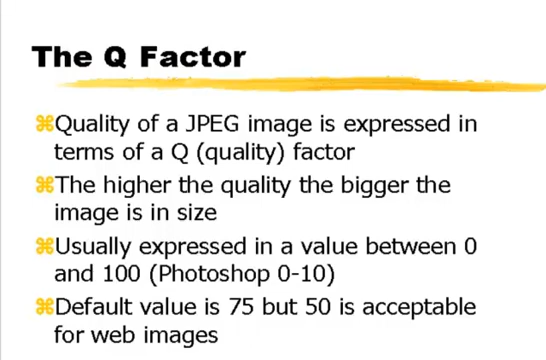 The Q Factor
⌘Quality of a JPEG image is expressed in
terms of a Q (quality) factor
⌘The higher the quality the bigger the
image is in size
⌘Usually expressed in a value between 0
and 100 (Photoshop 0-10)
⌘Default value is 75 but 50 is acceptable
for web images